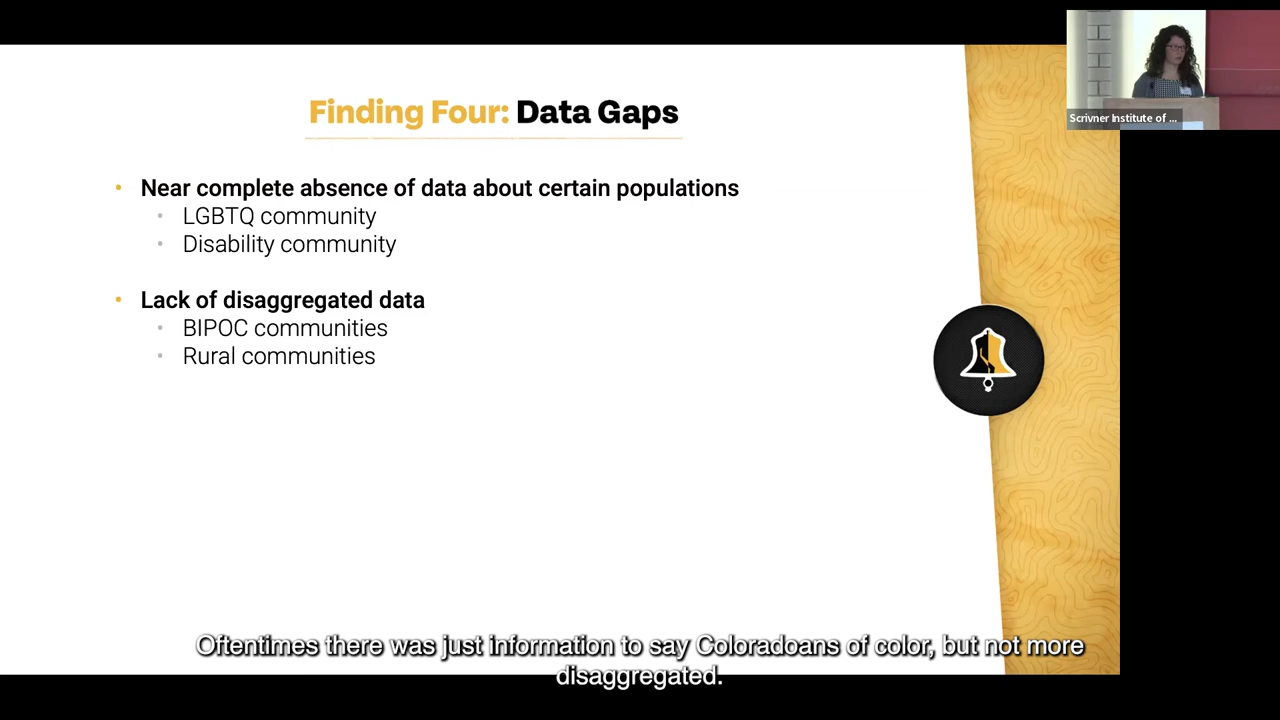 Scrivner Institute of ...
Finding Four: Data Gaps
• Near complete absence of data about certain populations
• LGBTQ community
• Disability community
• Lack of disaggregated data
• BIPOC communities
• Rural communities
Oftentimes there was just information to say Coloradoans of color, but not more
disaggregated.